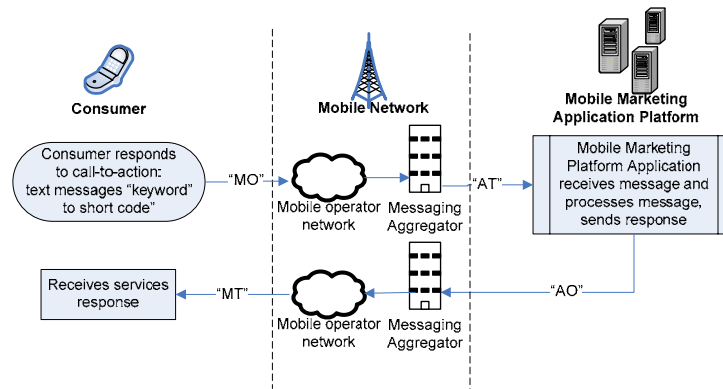 Consumer
Mobile Network
Mobile Marketing
Application Platform
Consumer responds
to call-to-action:
text messages “keyword”
to short code”
“MO”
Mobile operator
network
Messaging
Aggregator
“AT”
Mobile Marketing
Platform Application
receives message and
processes message,
sends response
Receives services
response
“MT”
Mobile operator
network
Messaging
Aggregator
“AO”